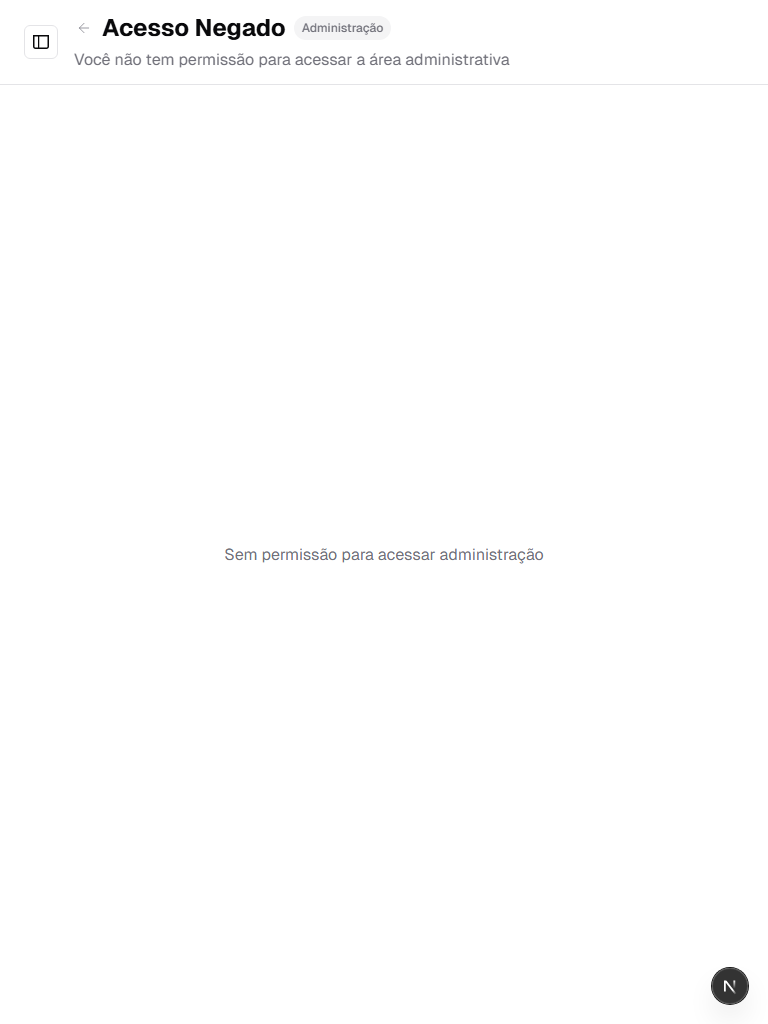 Acesso Negado
Administração
Você não tem permissão para acessar a área administrativa
Sem permissão para acessar administração
N